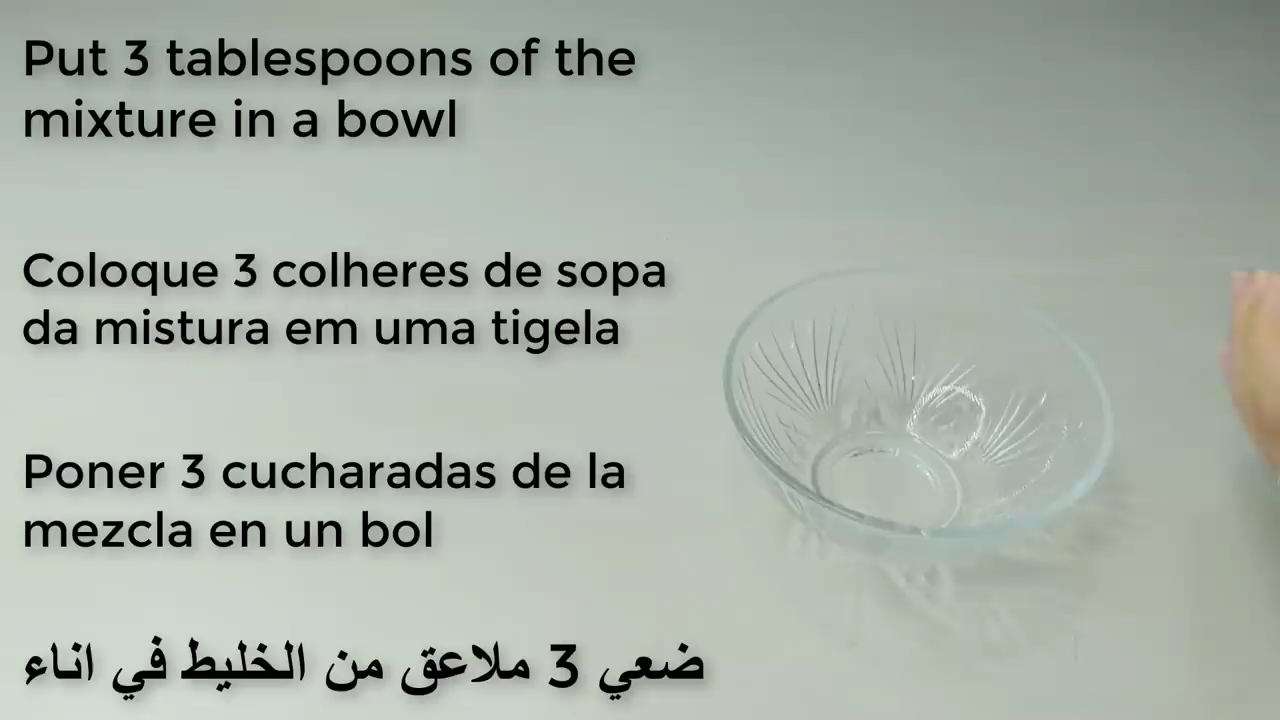 Put 3 tablespoons of the
mixture in a bowl
Coloque 3 colheres de sopa
da mistura em uma tigela
Poner 3 cucharadas de la
mezcla en un bol
ضعي 3 ملاعق من الخليط في اناء